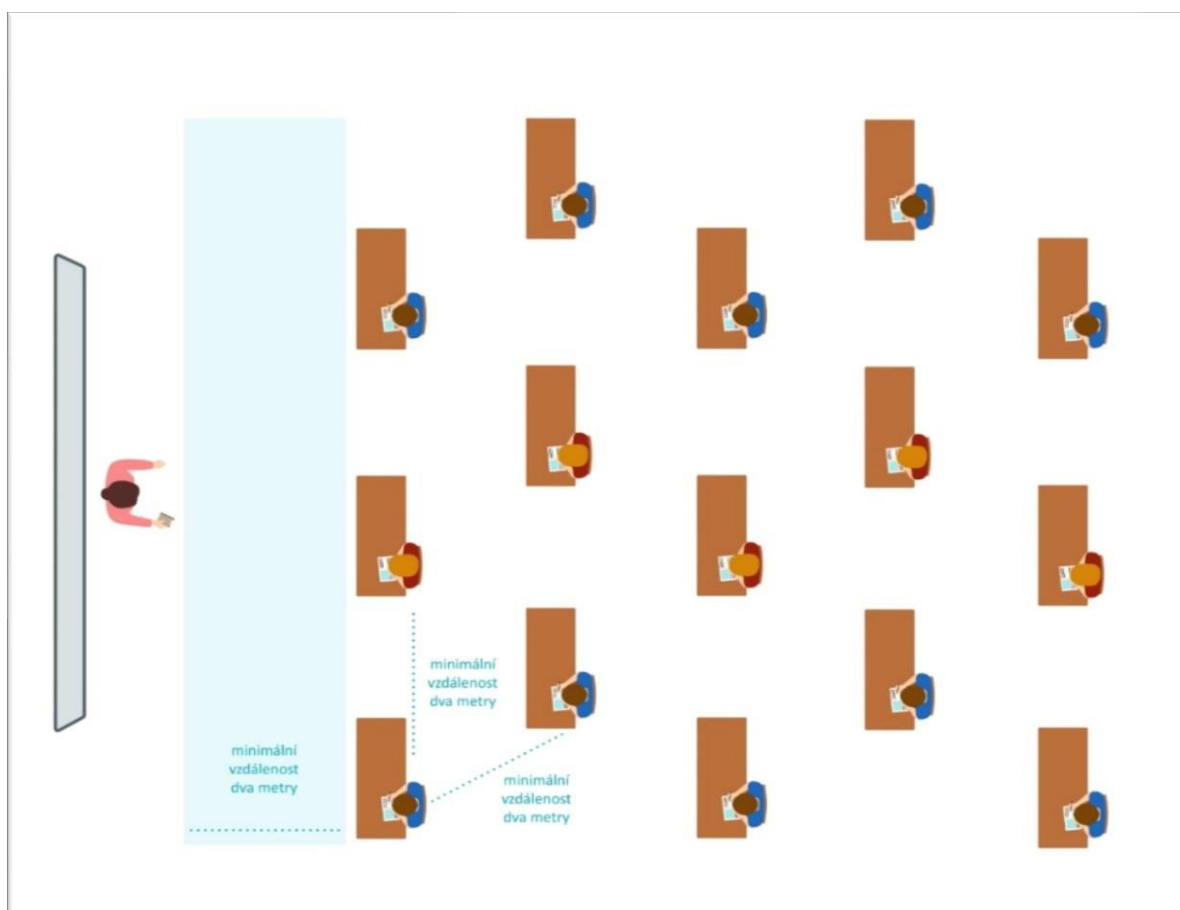 minimální
vzdálenost
dva metry
minimální
vzdálenost
dva metry
minimální
vzdálenost
dva metry